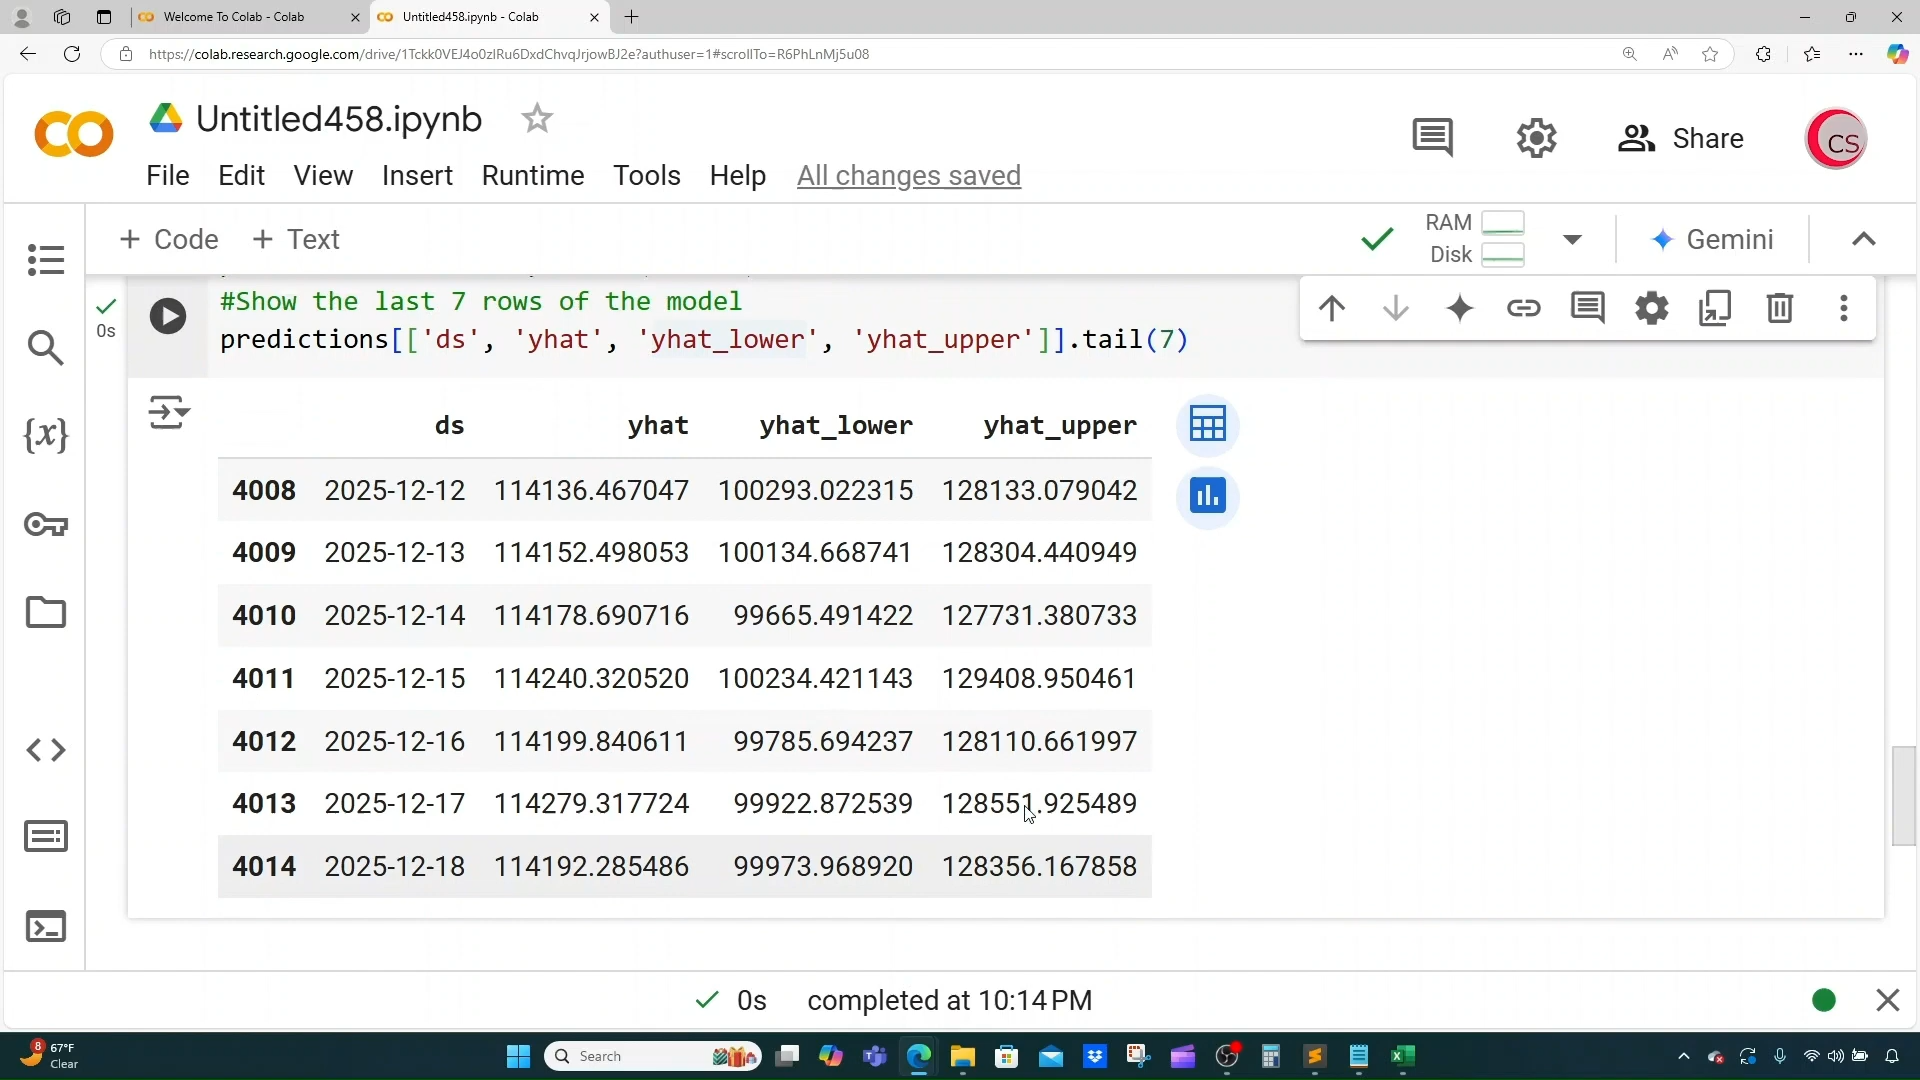 Welcome To Colab - Colab
Untitled458.ipynb - Colab
https://colab.research.google.com/drive/1Tckk0VEJ4o0zlRu6DxdChvqJrjowBJ2e?authuser=1#scrollTo=R6PhLnMj5u08
Untitled458.ipynb
CS
Share
File Edit View Insert Runtime Tools Help All changes saved
+ Code + Text
RAM
Disk
Gemini
0s
#Show the last 7 rows of the model
predictions[['ds', 'yhat', 'yhat_lower', 'yhat_upper']].tail(7)
{x}
ds yhat yhat_lower yhat_upper
4008 2025-12-12 114136.467047 100293.022315 128133.079042
4009 2025-12-13 114152.498053 100134.668741 128304.440949
4010 2025-12-14 114178.690716 99665.491422 127731.380733
4011 2025-12-15 114240.320520 100234.421143 129408.950461
4012 2025-12-16 114199.840611 99785.694237 128110.661997
4013 2025-12-17 114279.317724 99922.872539 128551.925489
4014 2025-12-18 114192.285486 99973.968920 128356.167858
0s completed at 10:14 PM
8
67°F
Clear
Search